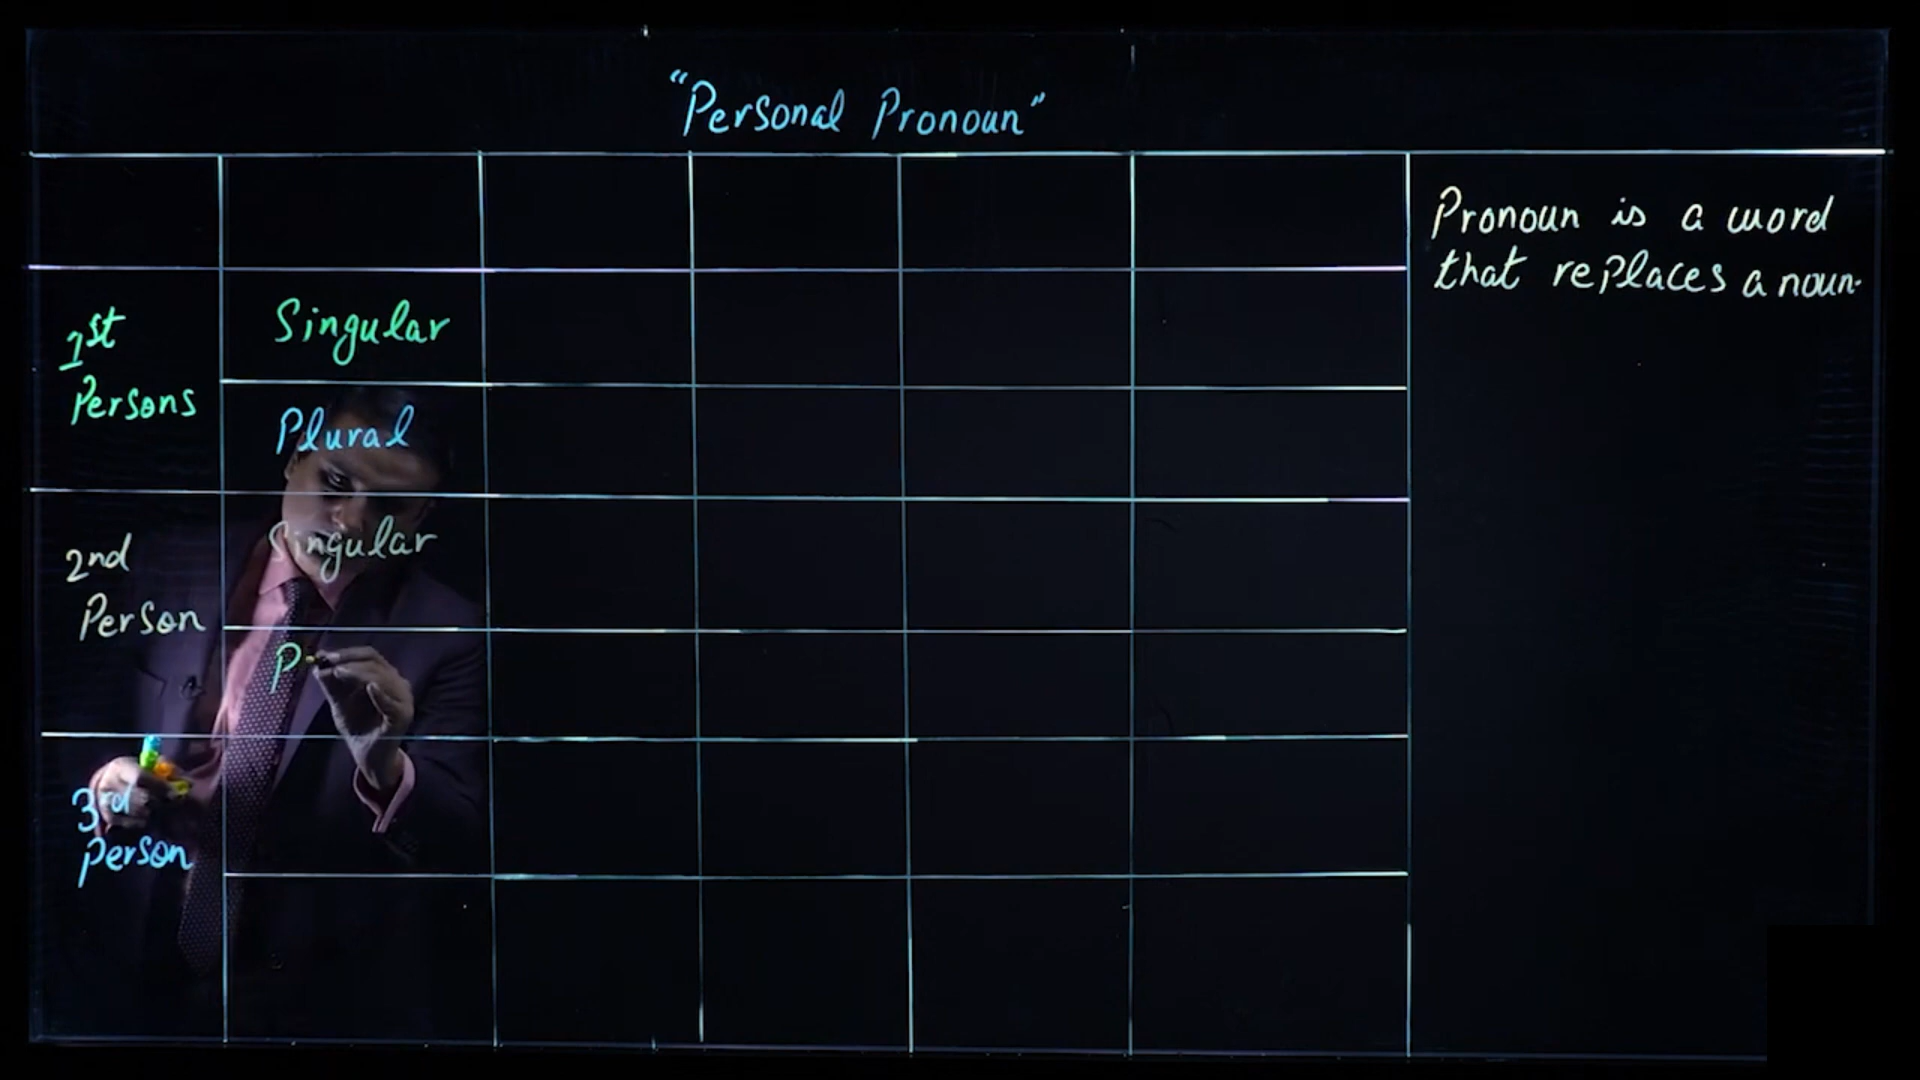 "Personal Pronoun"
Pronoun is a word
that replaces a noun.
1st
Persons
Singular
Plural
2nd
Person
Singular
P
3rd
Person